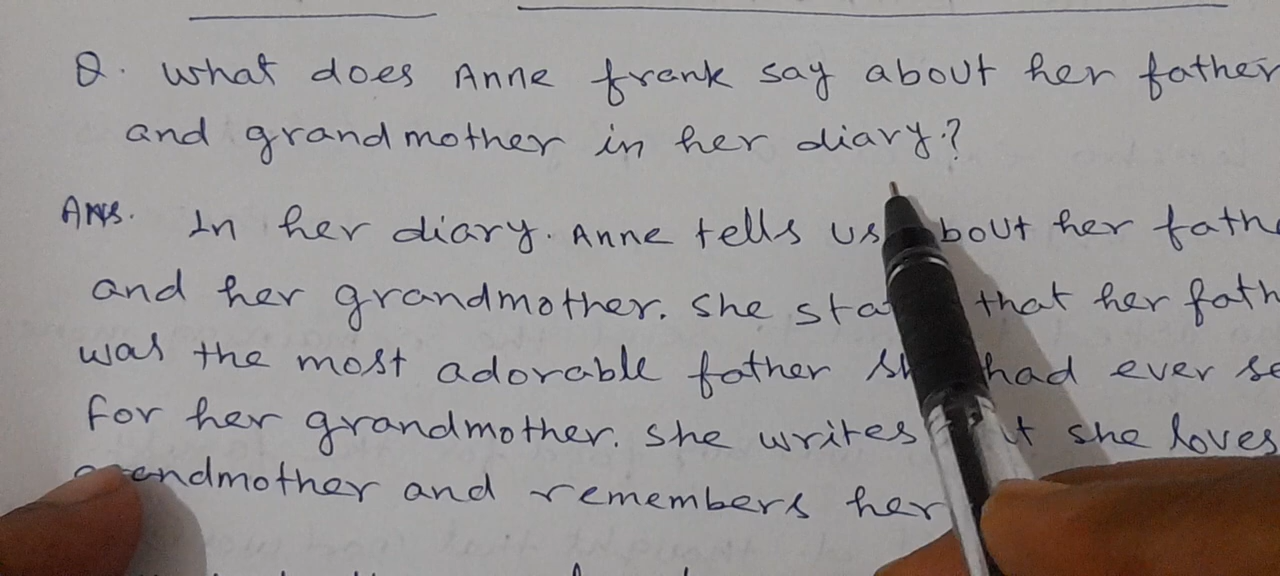 Q. What does Anne frank say about her father
and grandmother in her diary.?
Ans. In her diary. Anne tells us bout her fath
and her grandmother. She sta that her fath
was the most adorable father sh had ever se
for her grandmother. She writes she loves
andmother and remembers her